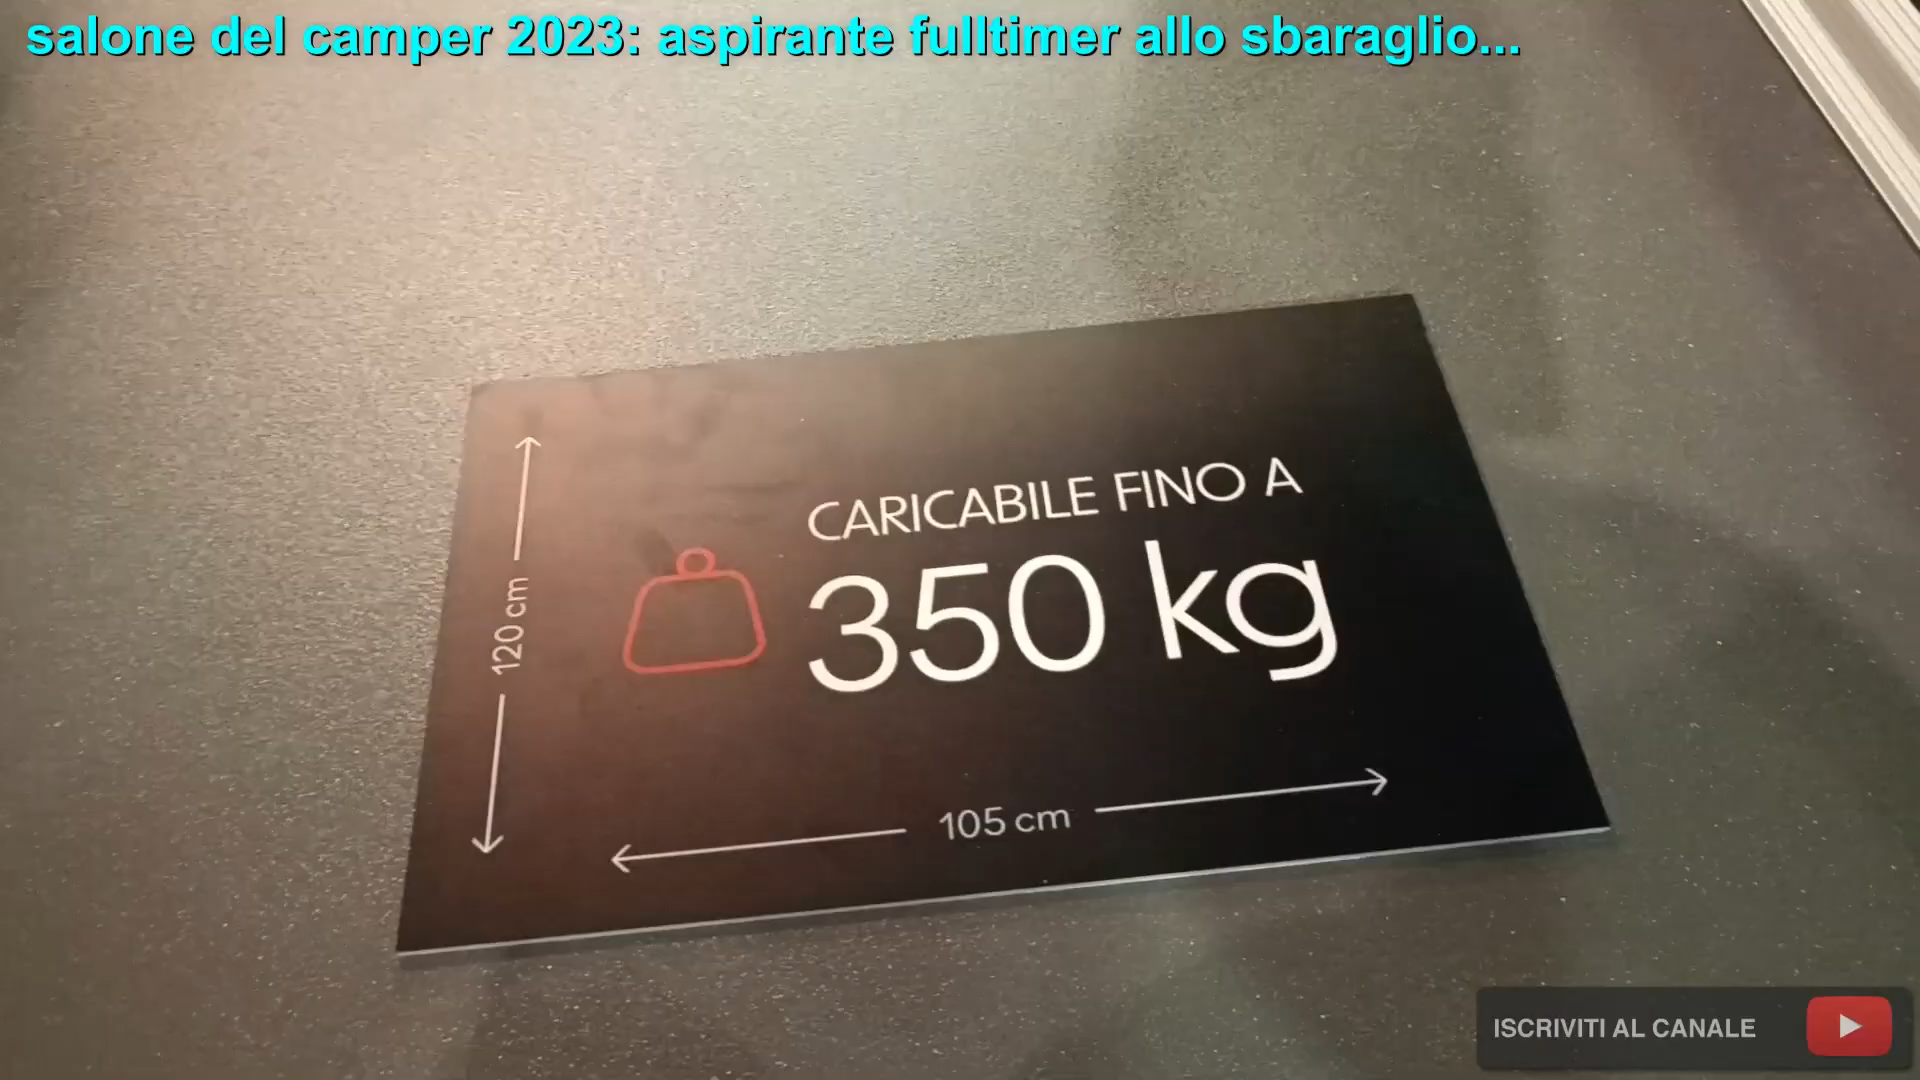 salone del camper 2023: aspirante fulltimer allo sbaraglio...
CARICABILE FINO A
350 kg
120 cm
105 cm
ISCRIVITI AL CANALE